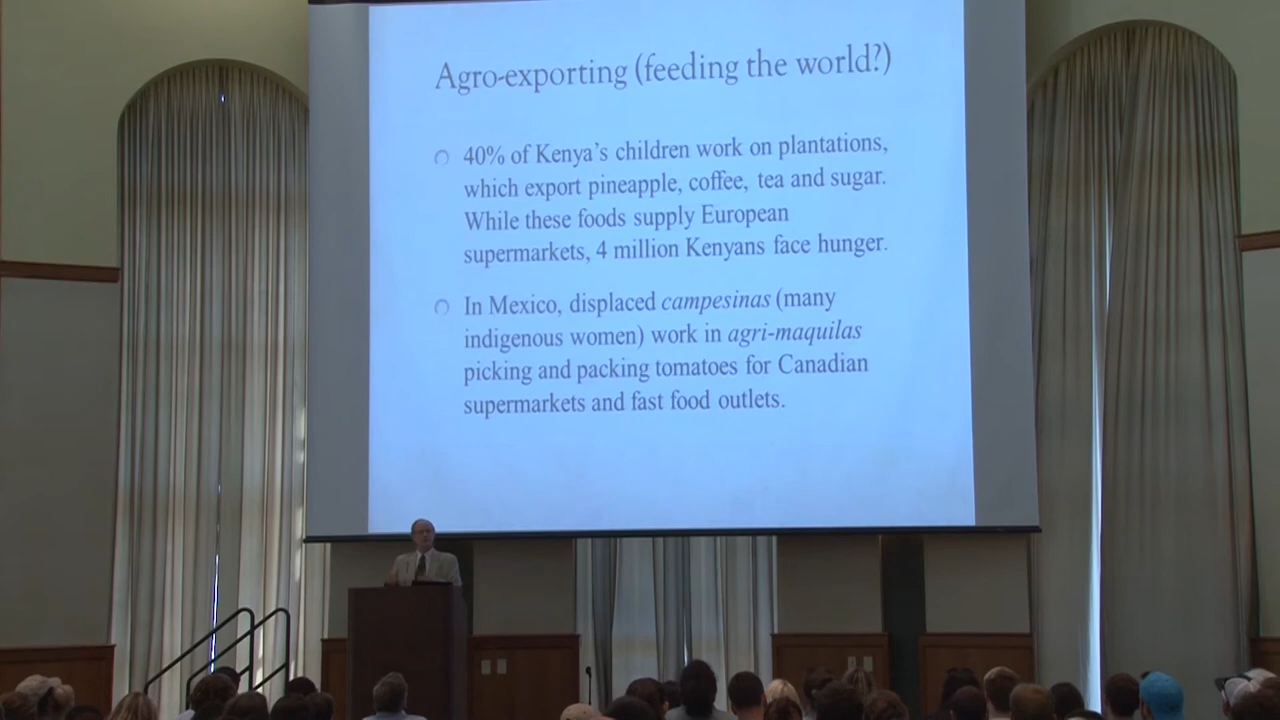 Agro-exporting (feeding the world?)
40% of Kenya's children work on plantations,
which export pineapple, coffee, tea and sugar.
While these foods supply European
supermarkets, 4 million Kenyans face hunger.
In Mexico, displaced campesinas (many
indigenous women) work in agri-maquilas
picking and packing tomatoes for Canadian
supermarkets and fast food outlets.